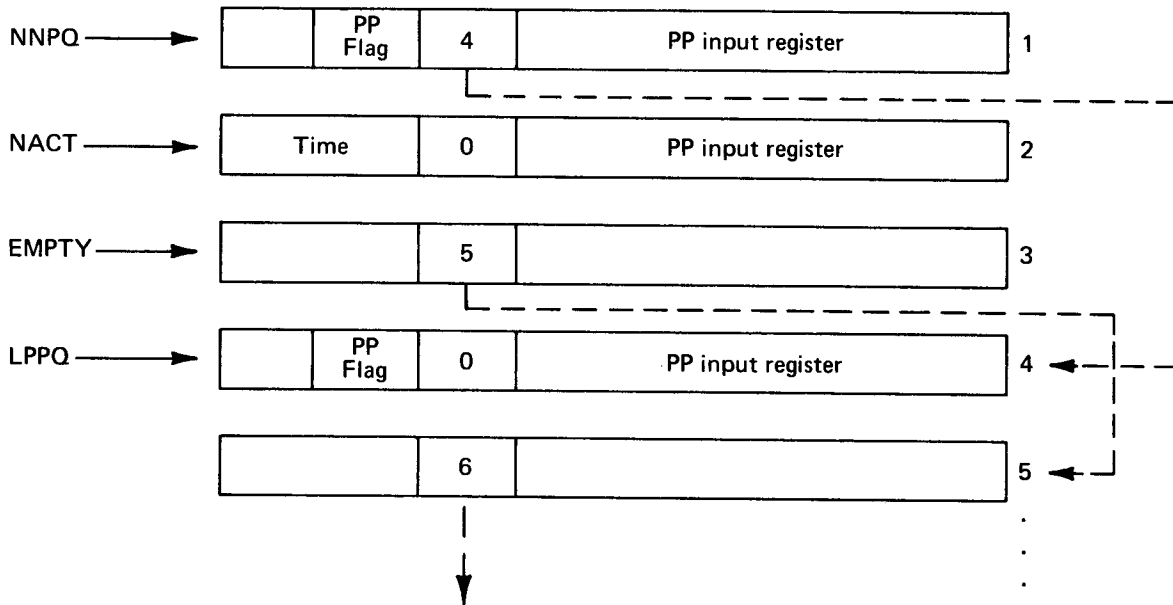 NNPQ PP Flag 4 PP input register 1
NACT Time 0 PP input register 2
EMPTY 5 3
LPPQ PP Flag 0 PP input register 4
6 5